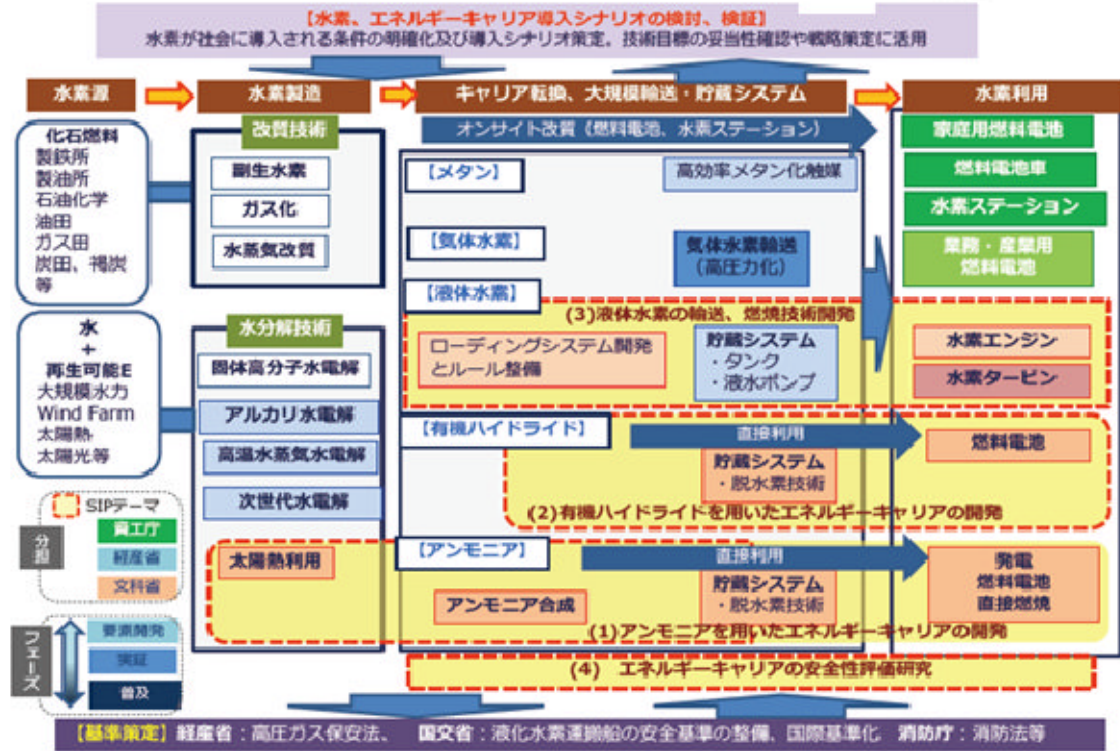 【水素、エネルギーキャリア導入シナリオの検討、検証】
水素が社会に導入される条件の明確化及び導入シナリオ策定。技術目標の妥当性確認や戦略策定に活用
水素源
水素製造
キャリア転換、大規模輸送・貯蔵システム
水素利用
化石燃料
製鉄所
製油所
石油化学
油田
ガス田
炭田、褐炭
等
水
+
再生可能E
大規模水力
Wind Farm
太陽熱
太陽光等
改質技術
副生水素
ガス化
水蒸気改質
水分解技術
固体高分子水電解
アルカリ水電解
高温水蒸気水電解
次世代水電解
太陽熱利用
オンサイト改質（燃料電池、水素ステーション）
【メタン】
高効率メタン化触媒
【気体水素】
気体水素輸送
（高圧力化）
【液体水素】
(3)液体水素の輸送、燃焼技術開発
ローディングシステム開発
とルール整備
貯蔵システム
・タンク
・液水ポンプ
【有機ハイドライド】
直接利用
貯蔵システム
・脱水素技術
(2)有機ハイドライドを用いたエネルギーキャリアの開発
【アンモニア】
直接利用
アンモニア合成
貯蔵システム
・脱水素技術
(1)アンモニアを用いたエネルギーキャリアの開発
(4) エネルギーキャリアの安全性評価研究
家庭用燃料電池
燃料電池車
水素ステーション
業務・産業用
燃料電池
水素エンジン
水素タービン
燃料電池
発電
燃料電池
直接燃焼
SIPテーマ
分担
資エ庁
経産省
文科省
フェーズ
要素開発
実証
普及
【基準策定】経産省：高圧ガス保安法、 国交省：液化水素運搬船の安全基準の整備、国際基準化 消防庁：消防法等